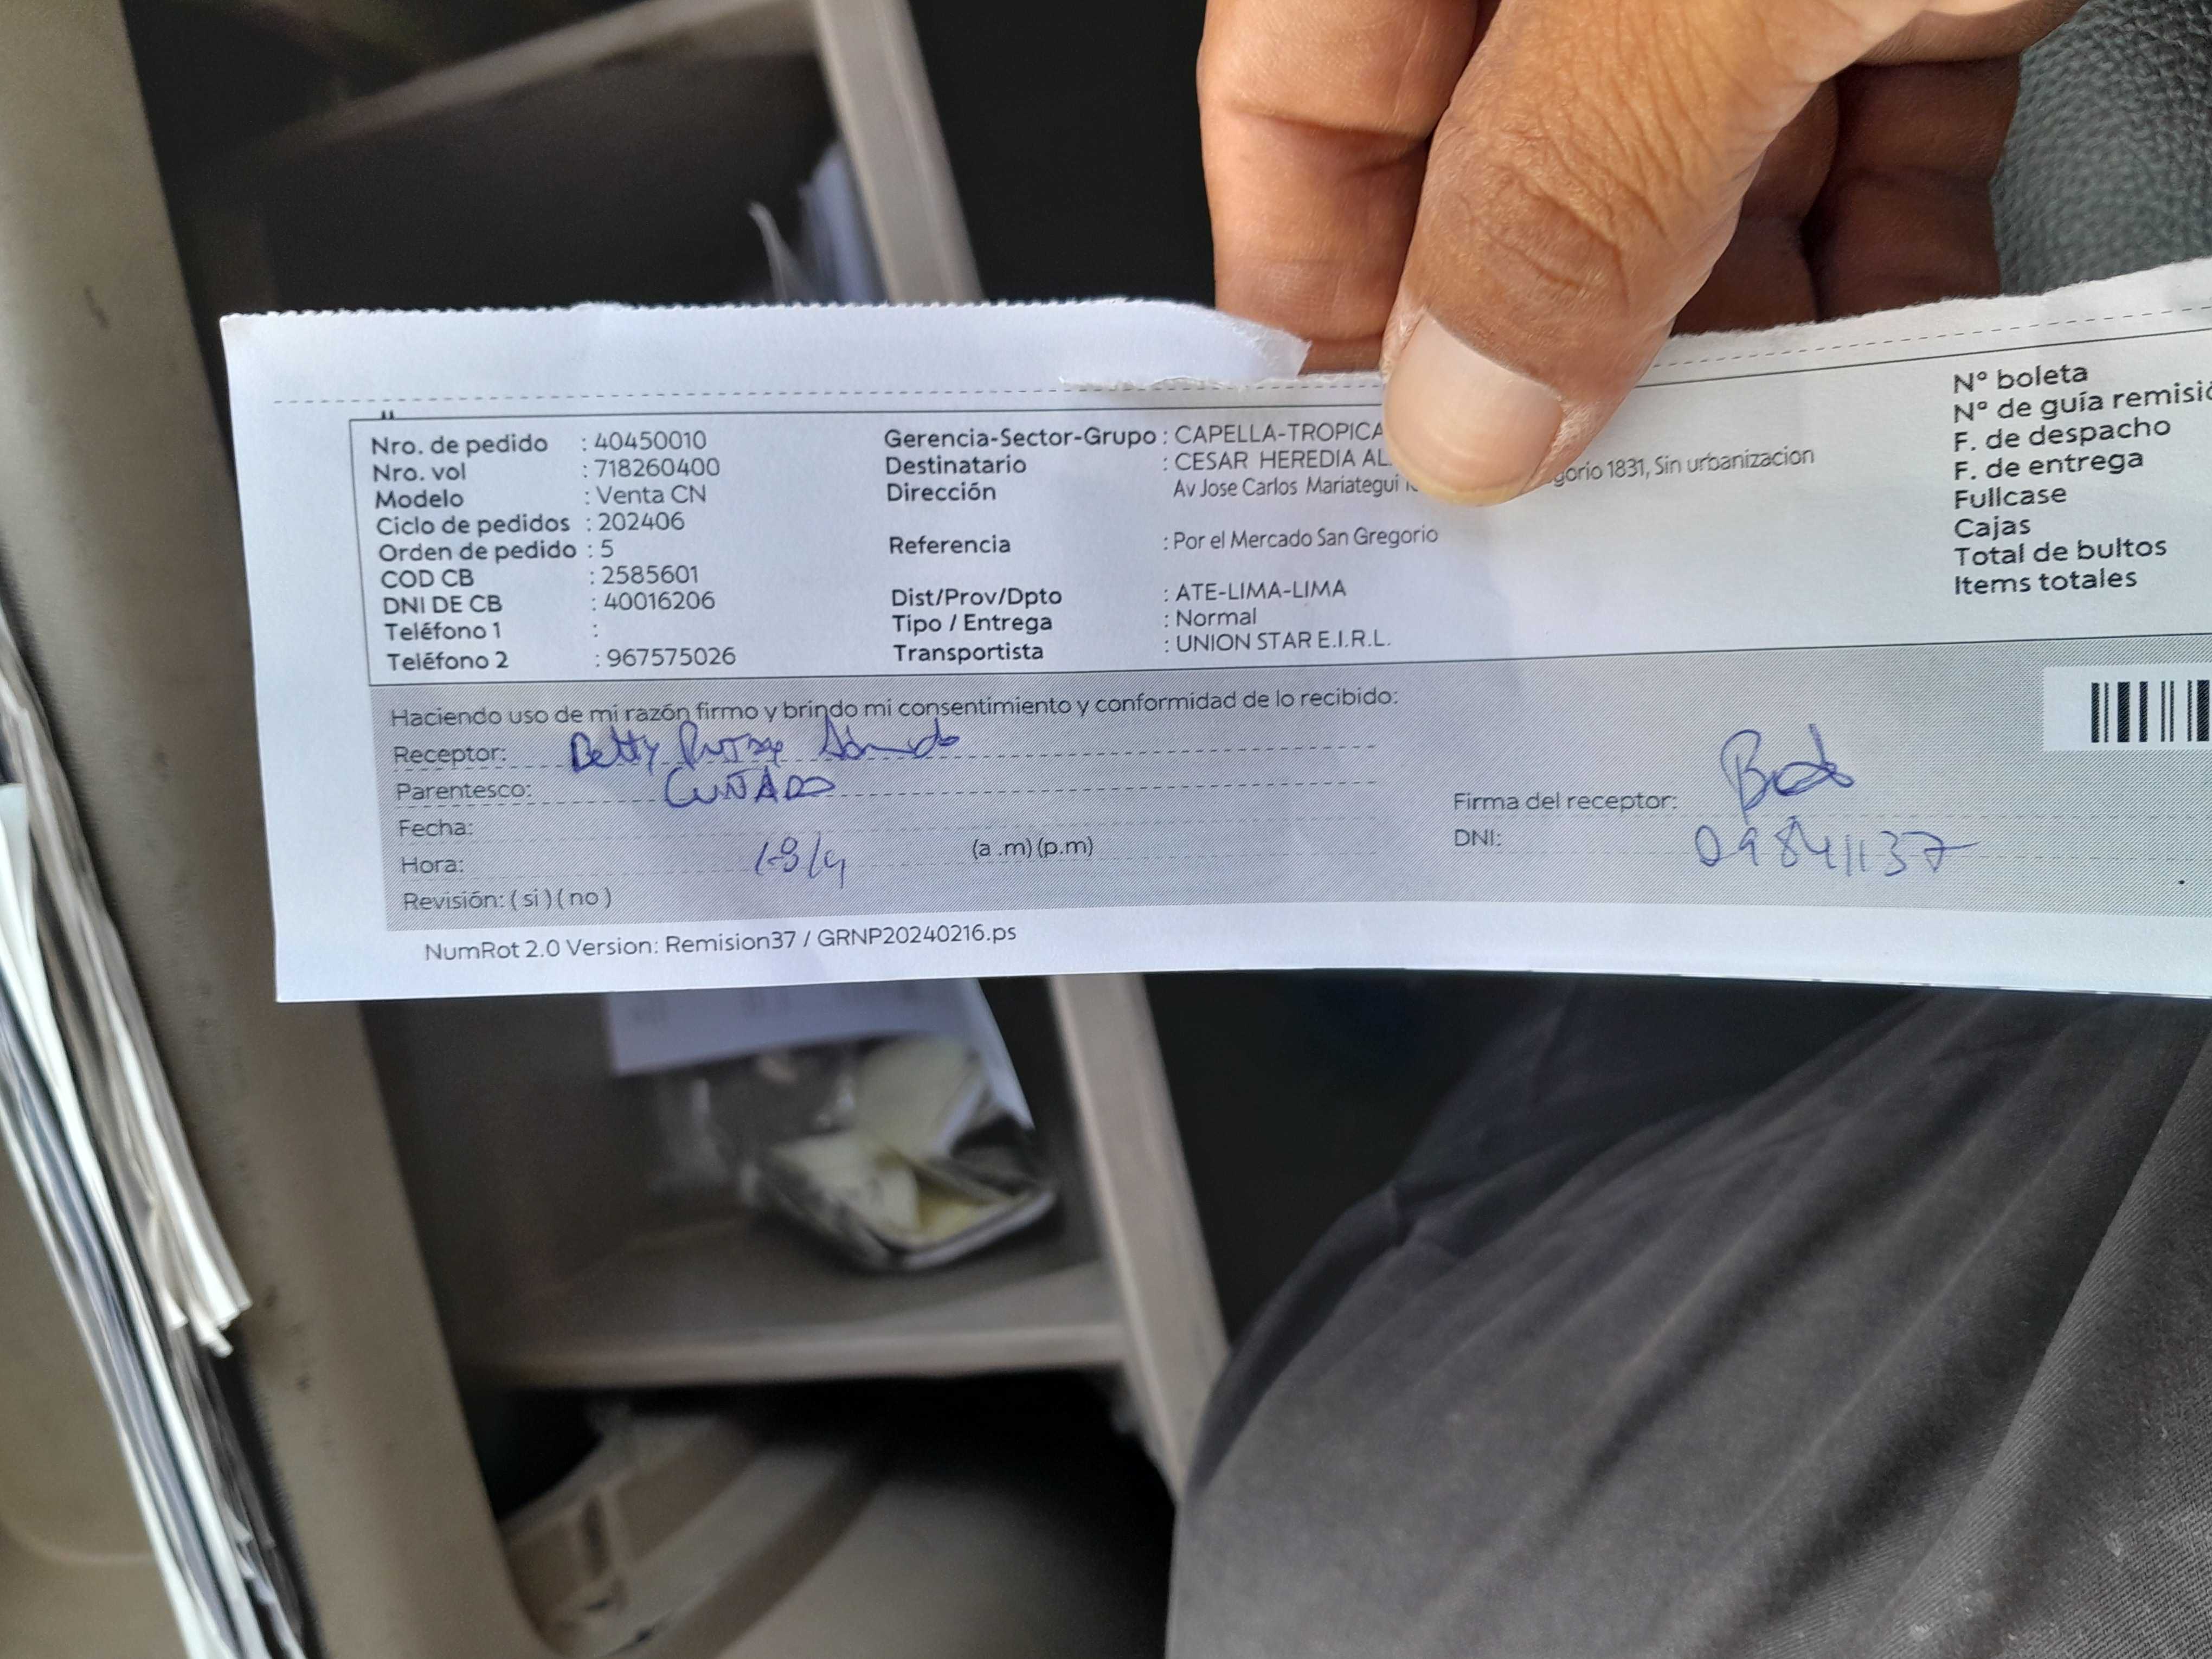 Nro. de pedido : 40450010
Nro. vol : 718260400
Modelo : Venta CN
Ciclo de pedidos : 202406
Orden de pedido : 5
COD CB : 2585601
DNI DE CB : 40016206
Teléfono 1 :
Teléfono 2 : 967575026
Gerencia-Sector-Grupo : CAPELLA-TROPICA
Destinatario : CESAR HEREDIA AL
Dirección Av Jose Carlos Mariategui gorio 1831, Sin urbanizacion
Referencia : Por el Mercado San Gregorio
Dist/Prov/Dpto : ATE-LIMA-LIMA
Tipo / Entrega : Normal
Transportista : UNION STAR E.I.R.L.
Nº boleta
Nº de guía remisió
F. de despacho
F. de entrega
Fullcase
Cajas
Total de bultos
Items totales
Haciendo uso de mi razón firmo y brindo mi consentimiento y conformidad de lo recibido:
Receptor: Betty
Parentesco: CUÑADO
Fecha:
Hora: (a .m) (p.m)
Revisión: ( si ) ( no )
Firma del receptor:
DNI: 09841137
NumRot 2.0 Version: Remision37 / GRNP20240216.ps